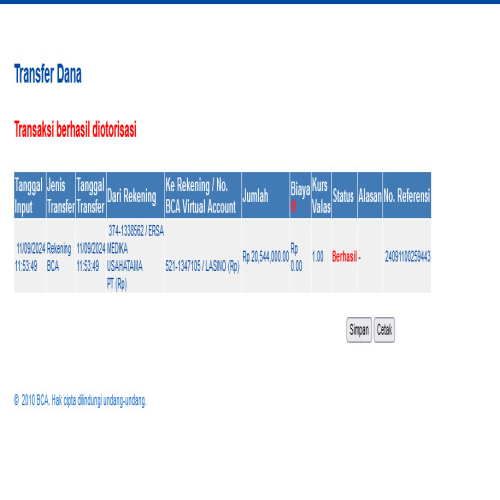 Transfer Dana
Transaksi berhasil diotorisasi
Tanggal Input Jenis Transfer Tanggal Transfer Dari Rekening Ke Rekening / No. BCA Virtual Account Jumlah Biaya Kurs Valas Status Alasan No. Referensi
11/09/2024 11:53:49 Rekening BCA 11/09/2024 11:53:49 374-1338562 / ERSA MEDIKA USAHATAMA PT (Rp) 521-1347105 / LASINO (Rp) Rp 20,544,000.00 Rp 0.00 1.00 Berhasil - 24091100259443
Simpan Cetak
© 2010 BCA. Hak cipta dilindungi undang-undang.